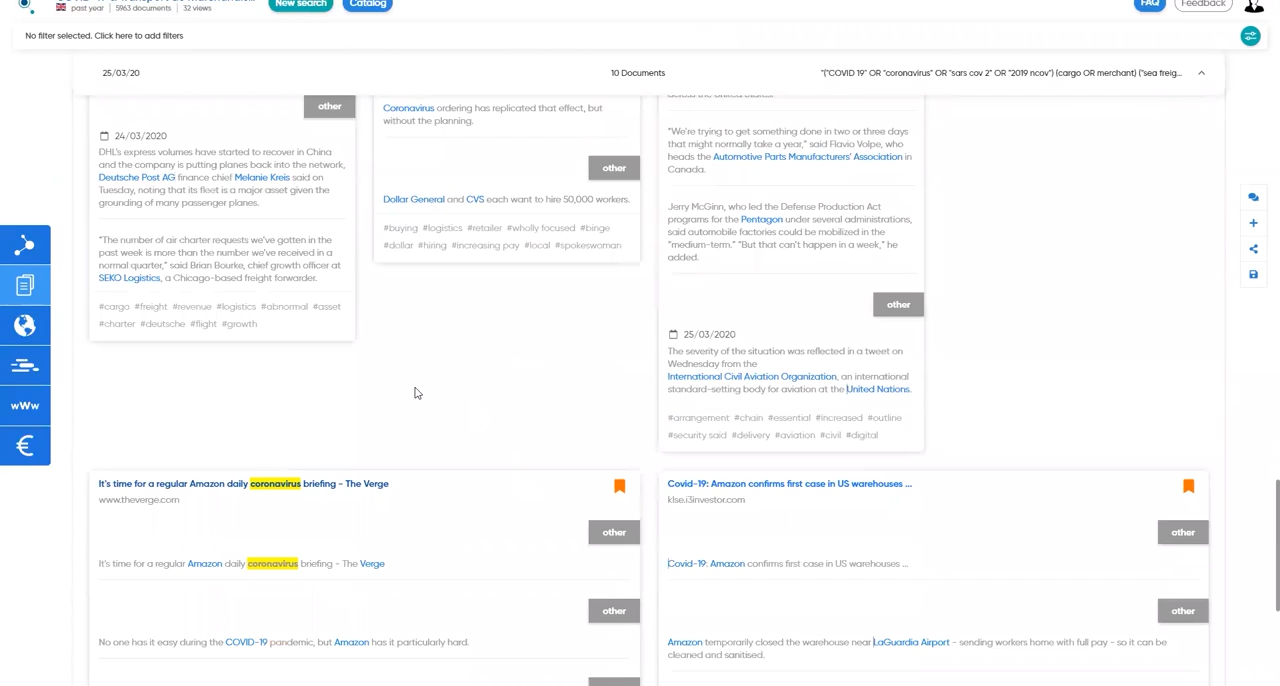 past year | 5963 documents | 32 views
New search
Catalog
FAQ
Feedback
No filter selected. Click here to add filters
25/03/20
10 Documents
"("COVID 19" OR "coronavirus" OR "sars cov 2" OR "2019 ncov") (cargo OR merchant) ("sea freig...
other
24/03/2020
DHL's express volumes have started to recover in China
and the company is putting planes back into the network,
Deutsche Post AG finance chief Melanie Kreis said on
Tuesday, noting that its fleet is a major asset given the
grounding of many passenger planes.
"The number of air charter requests we've gotten in the
past week is more than the number we've received in a
normal quarter," said Brian Bourke, chief growth officer at
SEKO Logistics, a Chicago-based freight forwarder.
#cargo #freight #revenue #logistics #abnormal #asset
#charter #deutsche #flight #growth
Coronavirus ordering has replicated that effect, but
without the planning.
other
Dollar General and CVS each want to hire 50,000 workers.
#buying #logistics #retailer #wholly focused #binge
#dollar #hiring #increasing pay #local #spokeswoman
"We're trying to get something done in two or three days
that might normally take a year," said Flavio Volpe, who
heads the Automotive Parts Manufacturers' Association in
Canada.
Jerry McGinn, who led the Defense Production Act
programs for the Pentagon under several administrations,
said automobile factories could be mobilized in the
"medium-term." "But that can't happen in a week," he
added.
other
25/03/2020
The severity of the situation was reflected in a tweet on
Wednesday from the
International Civil Aviation Organization, an international
standard-setting body for aviation at the United Nations.
#arrangement #chain #essential #increased #outline
#security said #delivery #aviation #civil #digital
wWw
€
It's time for a regular Amazon daily coronavirus briefing - The Verge
www.theverge.com
other
It's time for a regular Amazon daily coronavirus briefing - The Verge
other
No one has it easy during the COVID-19 pandemic, but Amazon has it particularly hard.
Covid-19: Amazon confirms first case in US warehouses ...
klse.i3investor.com
other
Covid-19: Amazon confirms first case in US warehouses ...
other
Amazon temporarily closed the warehouse near LaGuardia Airport - sending workers home with full pay - so it can be
cleaned and sanitised.